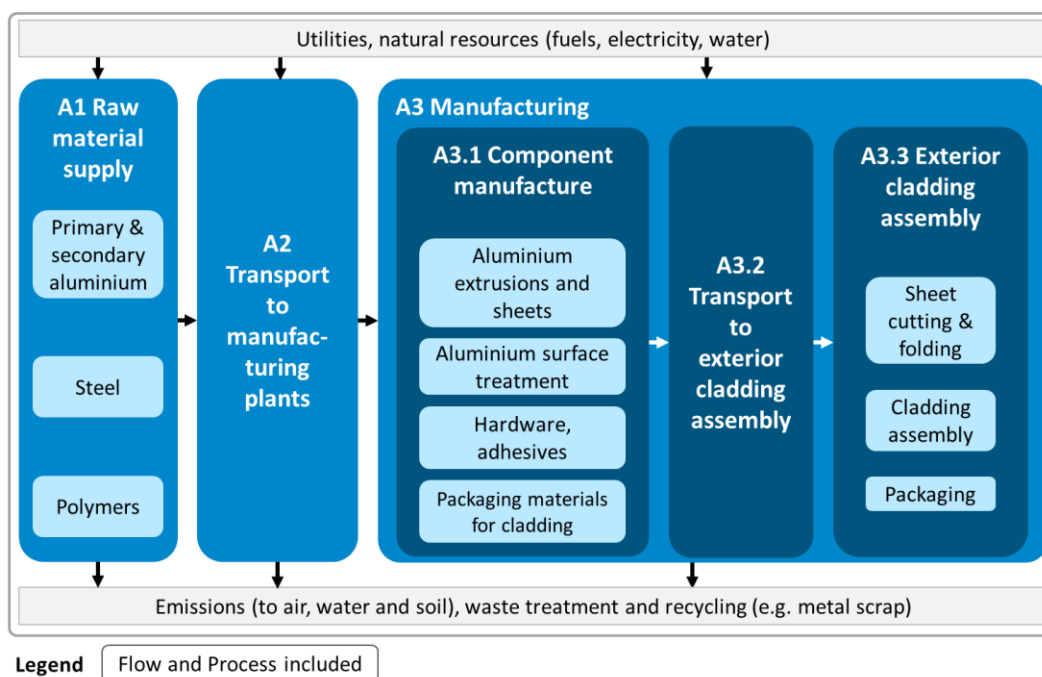 Utilities, natural resources (fuels, electricity, water)
A1 Raw
material
supply
Primary &
secondary
aluminium
Steel
Polymers
A2
Transport
to
manufac-
turing
plants
A3 Manufacturing
A3.1 Component
manufacture
Aluminium
extrusions and
sheets
Aluminium surface
treatment
Hardware,
adhesives
Packaging materials
for cladding
A3.2
Transport
to
exterior
cladding
assembly
A3.3 Exterior
cladding
assembly
Sheet
cutting &
folding
Cladding
assembly
Packaging
Emissions (to air, water and soil), waste treatment and recycling (e.g. metal scrap)
Legend
Flow and Process included